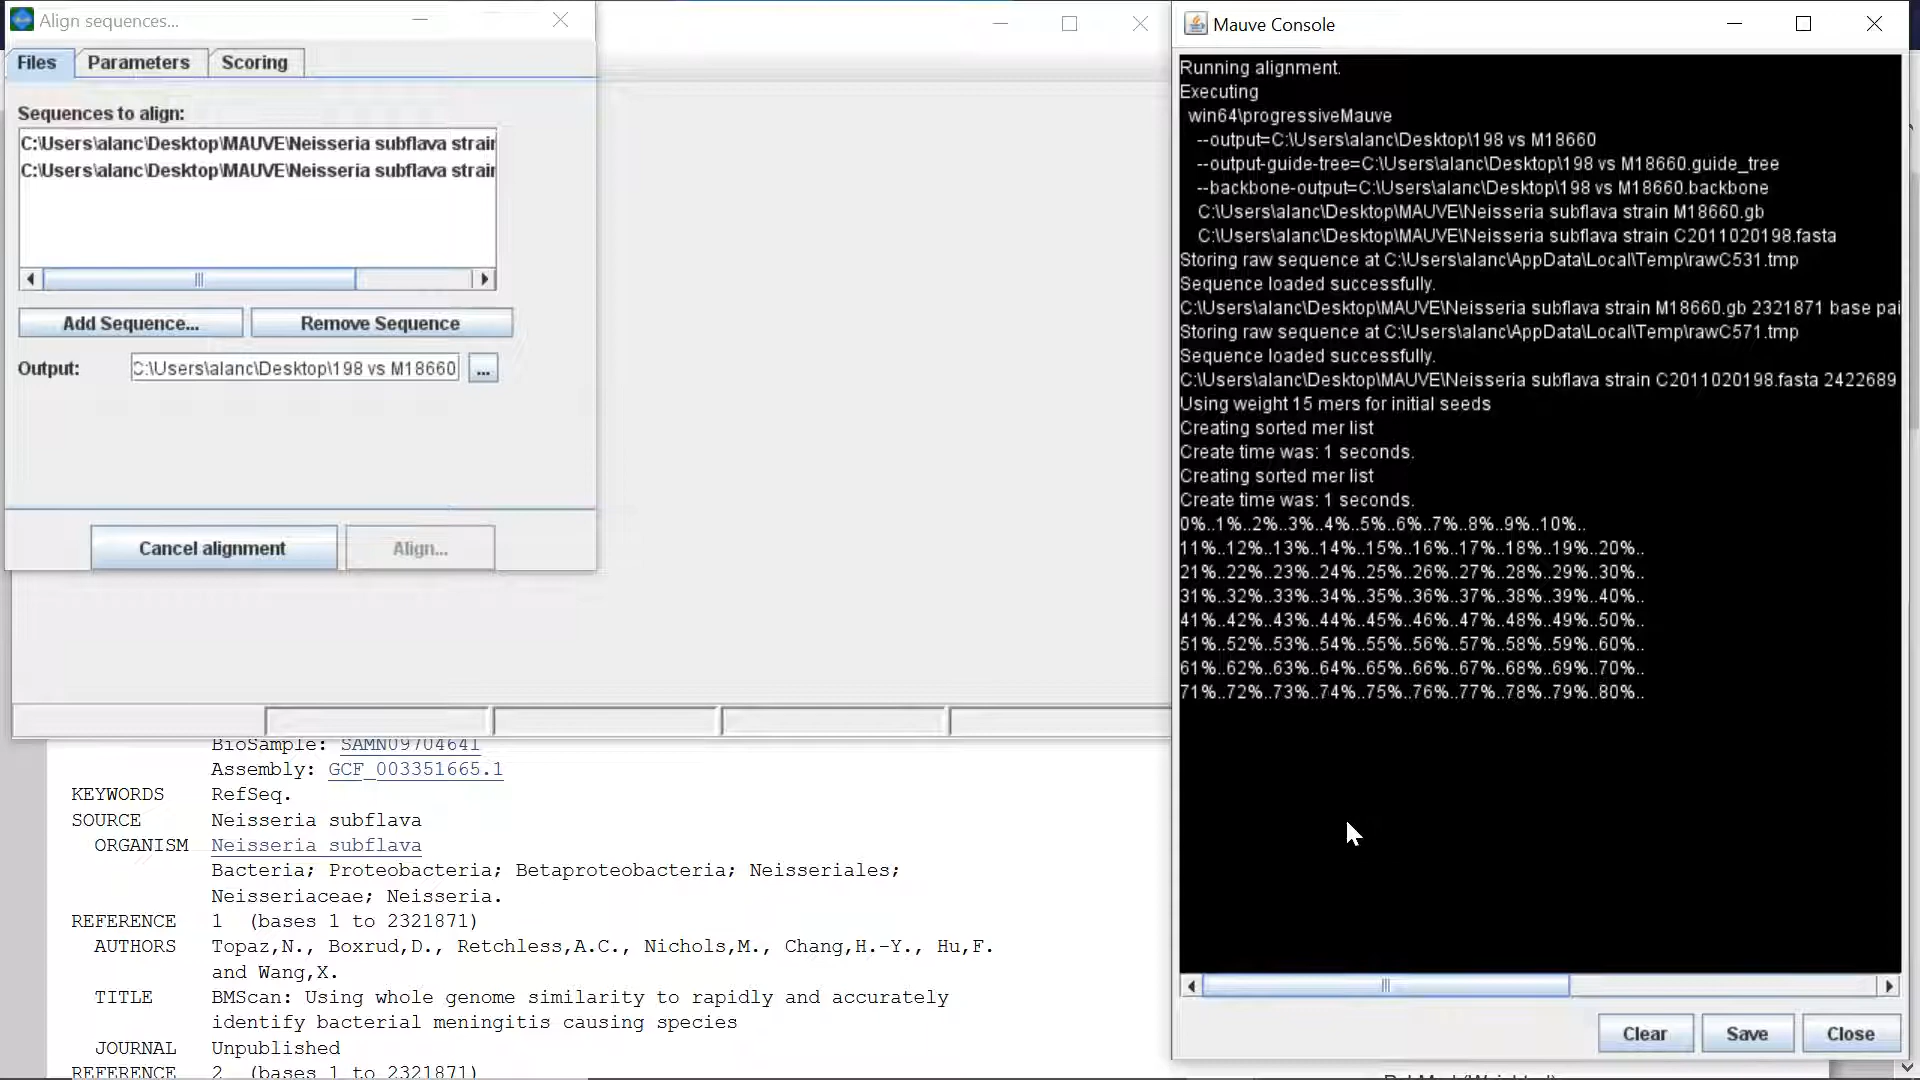 Align sequences...
Files
Parameters
Scoring
Sequences to align:
C:\Users\alanc\Desktop\MAUVE\Neisseria subflava strain
C:\Users\alanc\Desktop\MAUVE\Neisseria subflava strain
Add Sequence...
Remove Sequence
Output:
C:\Users\alanc\Desktop\198 vs M18660
...
Cancel alignment
Align...
BioSample: SAMN09704641
Assembly: GCF_003351665.1
KEYWORDS RefSeq.
SOURCE Neisseria subflava
ORGANISM Neisseria subflava
Bacteria; Proteobacteria; Betaproteobacteria; Neisseriales;
Neisseriaceae; Neisseria.
REFERENCE 1 (bases 1 to 2321871)
AUTHORS Topaz,N., Boxrud,D., Retchless,A.C., Nichols,M., Chang,H.-Y., Hu,F.
and Wang,X.
TITLE BMScan: Using whole genome similarity to rapidly and accurately
identify bacterial meningitis causing species
JOURNAL Unpublished
REFERENCE 2 (bases 1 to 2321871)
Mauve Console
Running alignment.
Executing
win64\progressiveMauve
--output=C:\Users\alanc\Desktop\198 vs M18660
--output-guide-tree=C:\Users\alanc\Desktop\198 vs M18660.guide_tree
--backbone-output=C:\Users\alanc\Desktop\198 vs M18660.backbone
C:\Users\alanc\Desktop\MAUVE\Neisseria subflava strain M18660.gb
C:\Users\alanc\Desktop\MAUVE\Neisseria subflava strain C2011020198.fasta
Storing raw sequence at C:\Users\alanc\AppData\Local\Temp\rawC531.tmp
Sequence loaded successfully.
C:\Users\alanc\Desktop\MAUVE\Neisseria subflava strain M18660.gb 2321871 base pai
Storing raw sequence at C:\Users\alanc\AppData\Local\Temp\rawC571.tmp
Sequence loaded successfully.
C:\Users\alanc\Desktop\MAUVE\Neisseria subflava strain C2011020198.fasta 2422689
Using weight 15 mers for initial seeds
Creating sorted mer list
Create time was: 1 seconds.
Creating sorted mer list
Create time was: 1 seconds.
0%..1%..2%..3%..4%..5%..6%..7%..8%..9%..10%..
11%..12%..13%..14%..15%..16%..17%..18%..19%..20%..
21%..22%..23%..24%..25%..26%..27%..28%..29%..30%..
31%..32%..33%..34%..35%..36%..37%..38%..39%..40%..
41%..42%..43%..44%..45%..46%..47%..48%..49%..50%..
51%..52%..53%..54%..55%..56%..57%..58%..59%..60%..
61%..62%..63%..64%..65%..66%..67%..68%..69%..70%..
71%..72%..73%..74%..75%..76%..77%..78%..79%..80%..
Clear
Save
Close